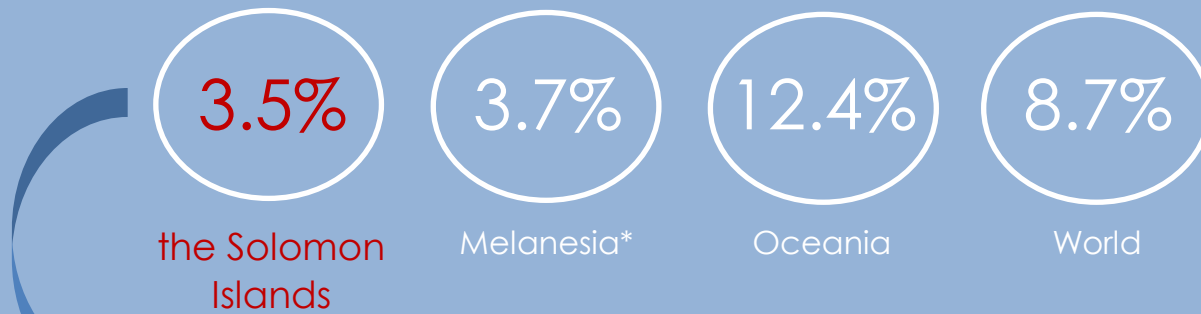 3.5%
3.7%
12.4%
8.7%
the Solomon
Islands
Melanesia*
Oceania
World